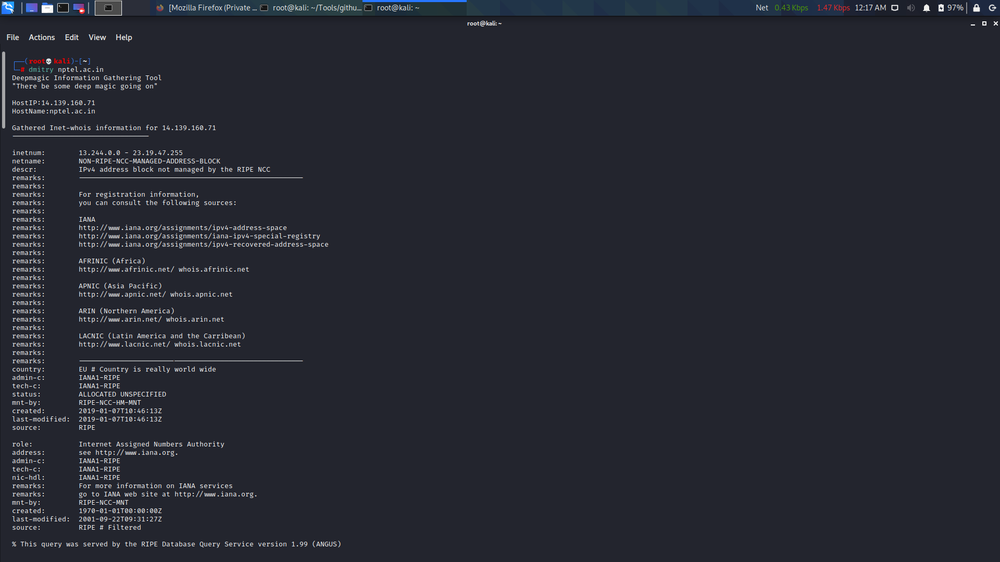 [Mozilla Firefox (Private ... root@kali: ~/Tools/githu... root@kali: ~ Net 0.43 Kbps 1.47 Kbps 12:17 AM 97%
root@kali: ~
File Actions Edit View Help
(root💀kali)-[~]
# dmitry nptel.ac.in
Deepmagic Information Gathering Tool
"There be some deep magic going on"
HostIP:14.139.160.71
HostName:nptel.ac.in
Gathered Inet-whois information for 14.139.160.71
---------------------------------
inetnum: 13.244.0.0 - 23.19.47.255
netname: NON-RIPE-NCC-MANAGED-ADDRESS-BLOCK
descr: IPv4 address block not managed by the RIPE NCC
remarks: ------------------------------------------------------
remarks:
remarks: For registration information,
remarks: you can consult the following sources:
remarks:
remarks: IANA
remarks: http://www.iana.org/assignments/ipv4-address-space
remarks: http://www.iana.org/assignments/iana-ipv4-special-registry
remarks: http://www.iana.org/assignments/ipv4-recovered-address-space
remarks:
remarks: AFRINIC (Africa)
remarks: http://www.afrinic.net/ whois.afrinic.net
remarks:
remarks: APNIC (Asia Pacific)
remarks: http://www.apnic.net/ whois.apnic.net
remarks:
remarks: ARIN (Northern America)
remarks: http://www.arin.net/ whois.arin.net
remarks:
remarks: LACNIC (Latin America and the Carribean)
remarks: http://www.lacnic.net/ whois.lacnic.net
remarks:
remarks: ------------------------------------------------------
country: EU # Country is really world wide
admin-c: IANA1-RIPE
tech-c: IANA1-RIPE
status: ALLOCATED UNSPECIFIED
mnt-by: RIPE-NCC-HM-MNT
created: 2019-01-07T10:46:13Z
last-modified: 2019-01-07T10:46:13Z
source: RIPE
role: Internet Assigned Numbers Authority
address: see http://www.iana.org.
admin-c: IANA1-RIPE
tech-c: IANA1-RIPE
nic-hdl: IANA1-RIPE
remarks: For more information on IANA services
remarks: go to IANA web site at http://www.iana.org.
mnt-by: RIPE-NCC-MNT
created: 1970-01-01T00:00:00Z
last-modified: 2001-09-22T09:31:27Z
source: RIPE # Filtered
% This query was served by the RIPE Database Query Service version 1.99 (ANGUS)